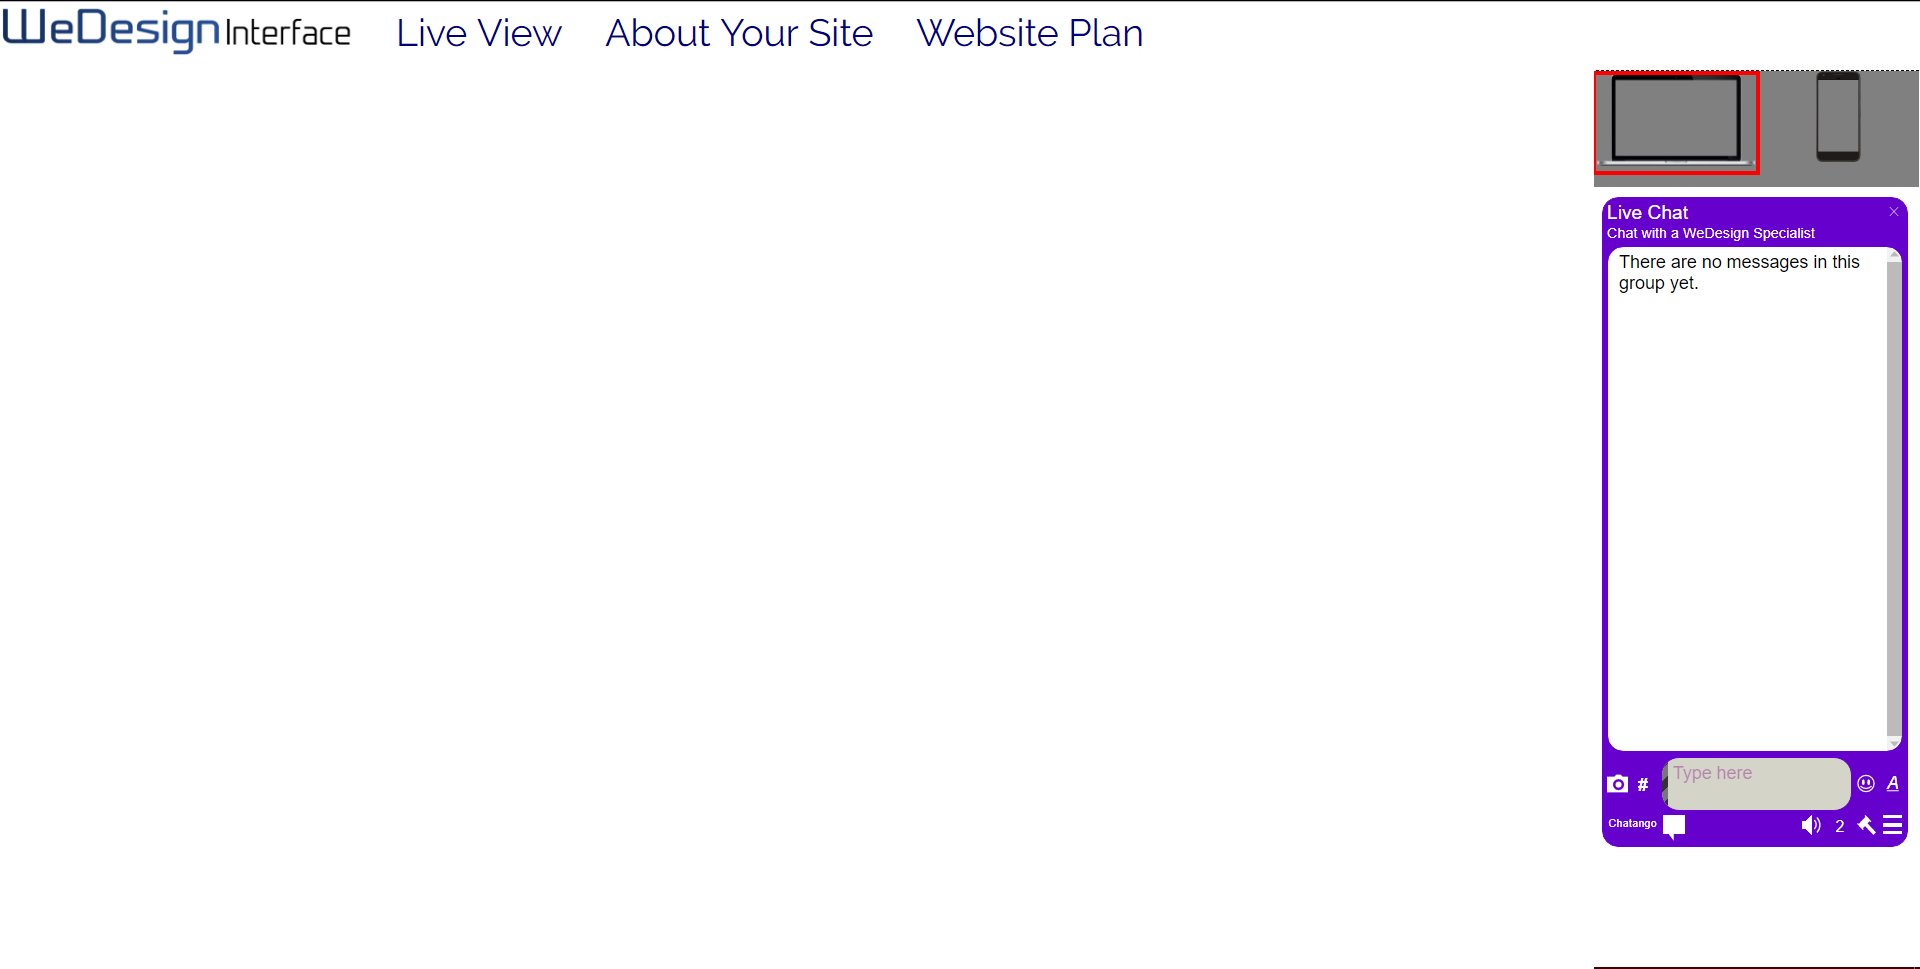 WeDesign Interface Live View About Your Site Website Plan
Live Chat
Chat with a WeDesign Specialist
There are no messages in this
group yet.
# Type here A
Chatango 2